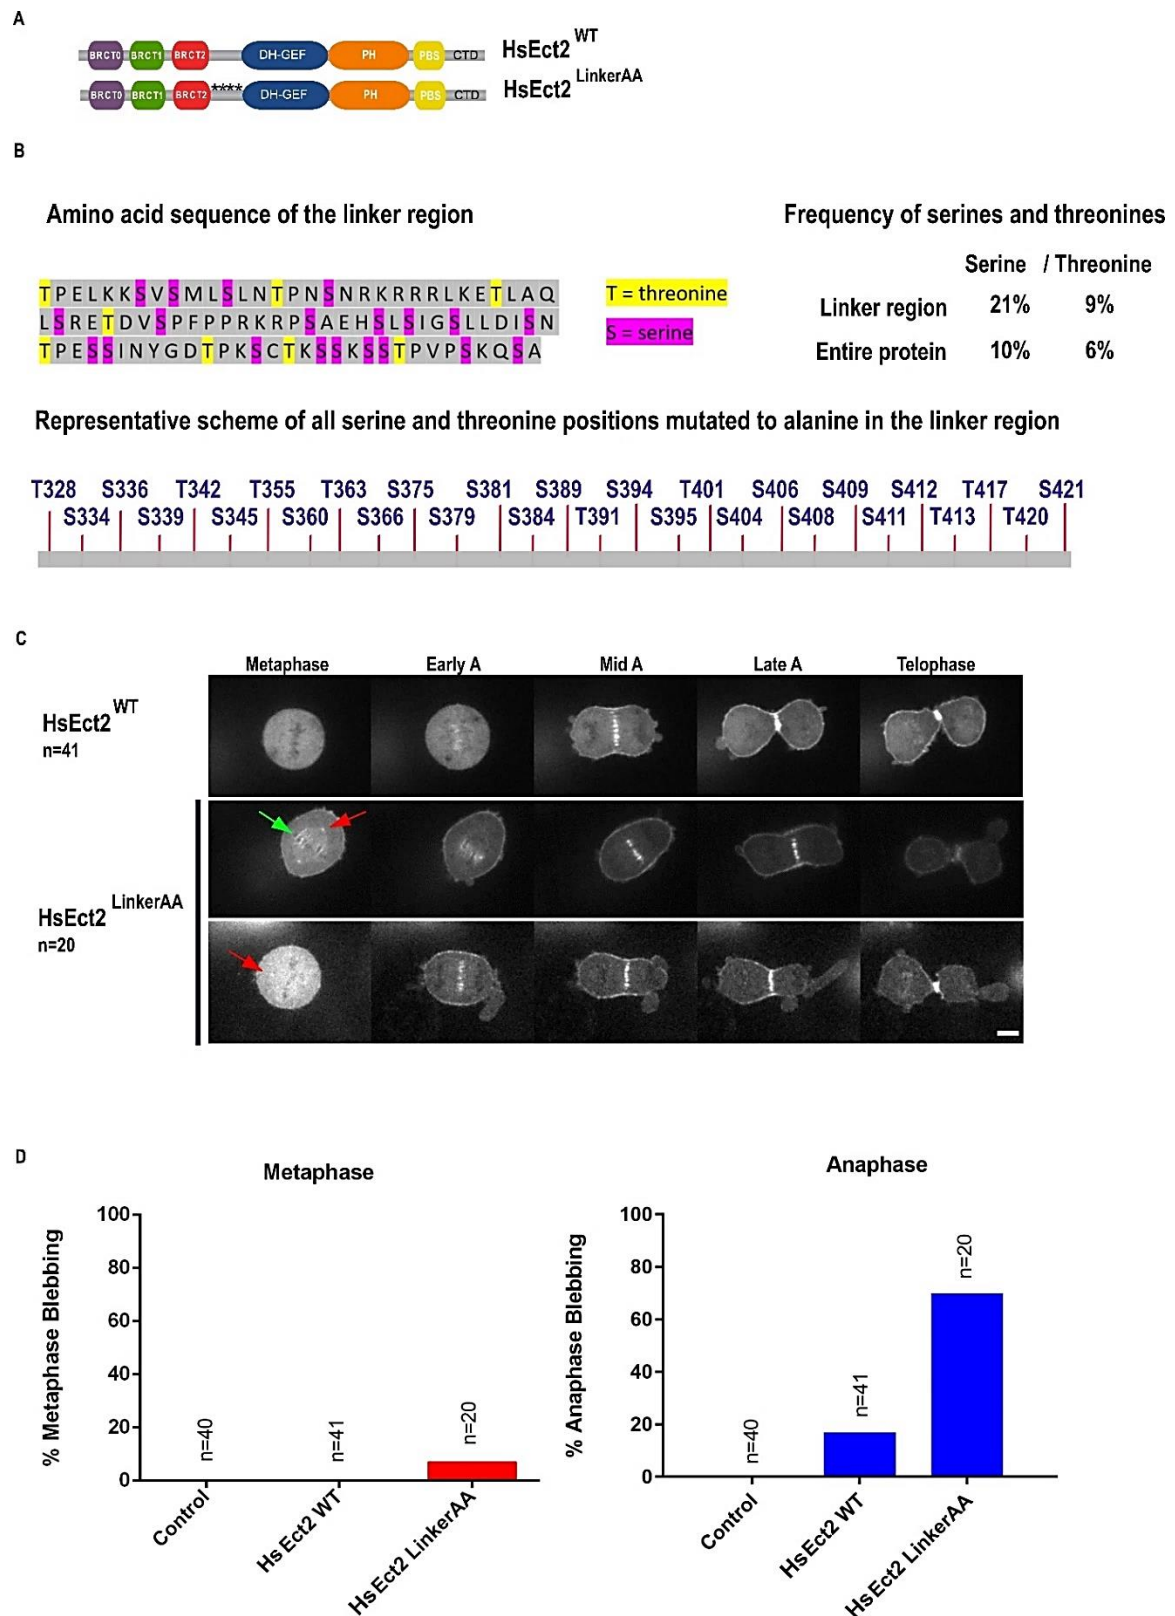 A
BRCT0 BRCT1 BRCT2 DH-GEF PH PBS CTD HsEct2 WT
BRCT0 BRCT1 BRCT2 **** DH-GEF PH PBS CTD HsEct2 LinkerAA
B
Amino acid sequence of the linker region
Frequency of serines and threonines
Serine / Threonine
Linker region 21% 9%
Entire protein 10% 6%
TPELKKSVSMLSLNTPNSNRKRRRLKETLAQ
LSRETDVSPFPPRKRPSAEHSLSIGSLLDISN
TPESSINYGDTPKSCTKSSKSSTPVPSKQSA
T = threonine
S = serine
Representative scheme of all serine and threonine positions mutated to alanine in the linker region
T328 S336 T342 T355 T363 S375 S381 S389 S394 T401 S406 S409 S412 T417 S421
S334 S339 S345 S360 S366 S379 S384 T391 S395 S404 S408 S411 T413 T420
C
Metaphase Early A Mid A Late A Telophase
HsEct2 WT
n=41
HsEct2 LinkerAA
n=20
D
Metaphase
% Metaphase Blebbing
100
80
60
40
20
0
n=40 n=41 n=20
Control HsEct2 WT HsEct2 LinkerAA
Anaphase
% Anaphase Blebbing
100
80
60
40
20
0
n=40 n=41 n=20
Control HsEct2 WT HsEct2 LinkerAA